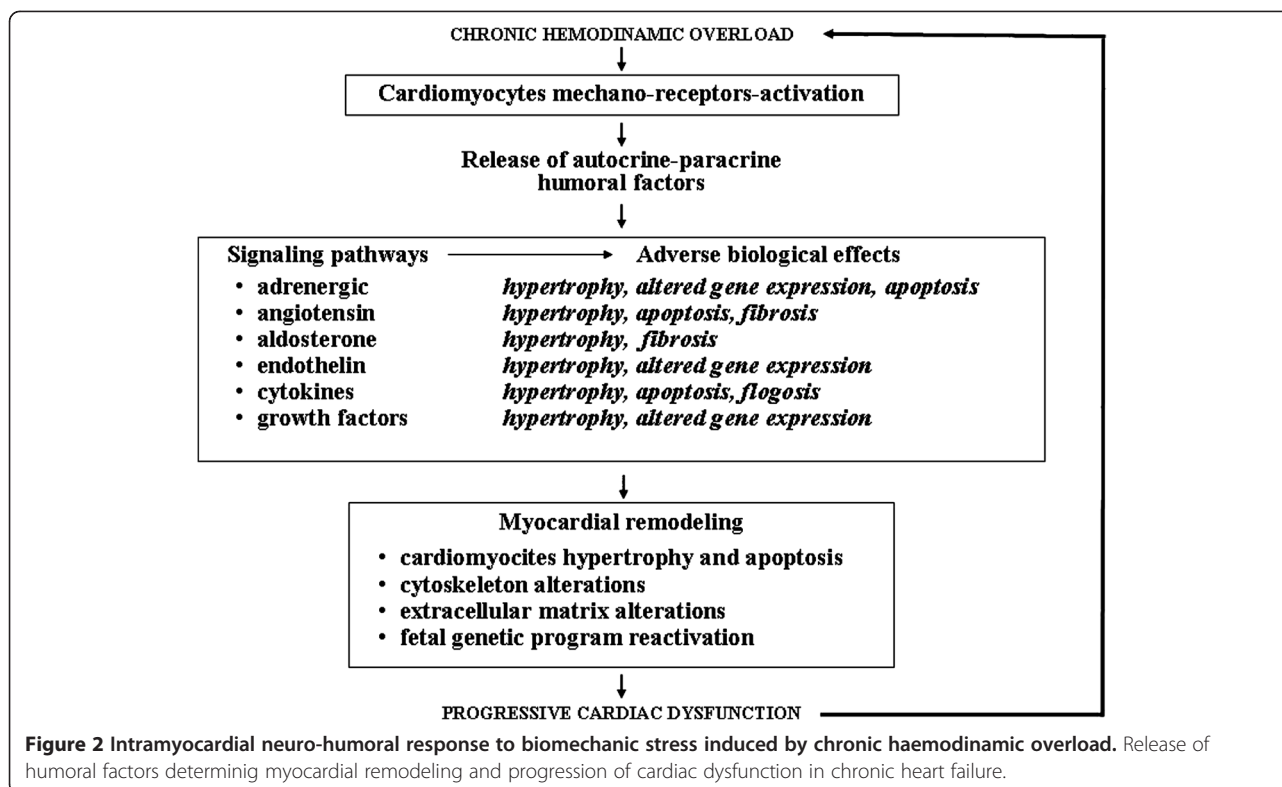 CHRONIC HEMODINAMIC OVERLOAD
Cardiomyocytes mechano-receptors-activation
Release of autocrine-paracrine
humoral factors
Signaling pathways Adverse biological effects
• adrenergic hypertrophy, altered gene expression, apoptosis
• angiotensin hypertrophy, apoptosis, fibrosis
• aldosterone hypertrophy, fibrosis
• endothelin hypertrophy, altered gene expression
• cytokines hypertrophy, apoptosis, flogosis
• growth factors hypertrophy, altered gene expression
Myocardial remodeling
• cardiomyocites hypertrophy and apoptosis
• cytoskeleton alterations
• extracellular matrix alterations
• fetal genetic program reactivation
PROGRESSIVE CARDIAC DYSFUNCTION
Figure 2 Intramyocardial neuro-humoral response to biomechanic stress induced by chronic haemodinamic overload. Release of
humoral factors determinig myocardial remodeling and progression of cardiac dysfunction in chronic heart failure.